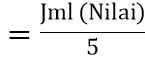 = Jml (Nilai)
5